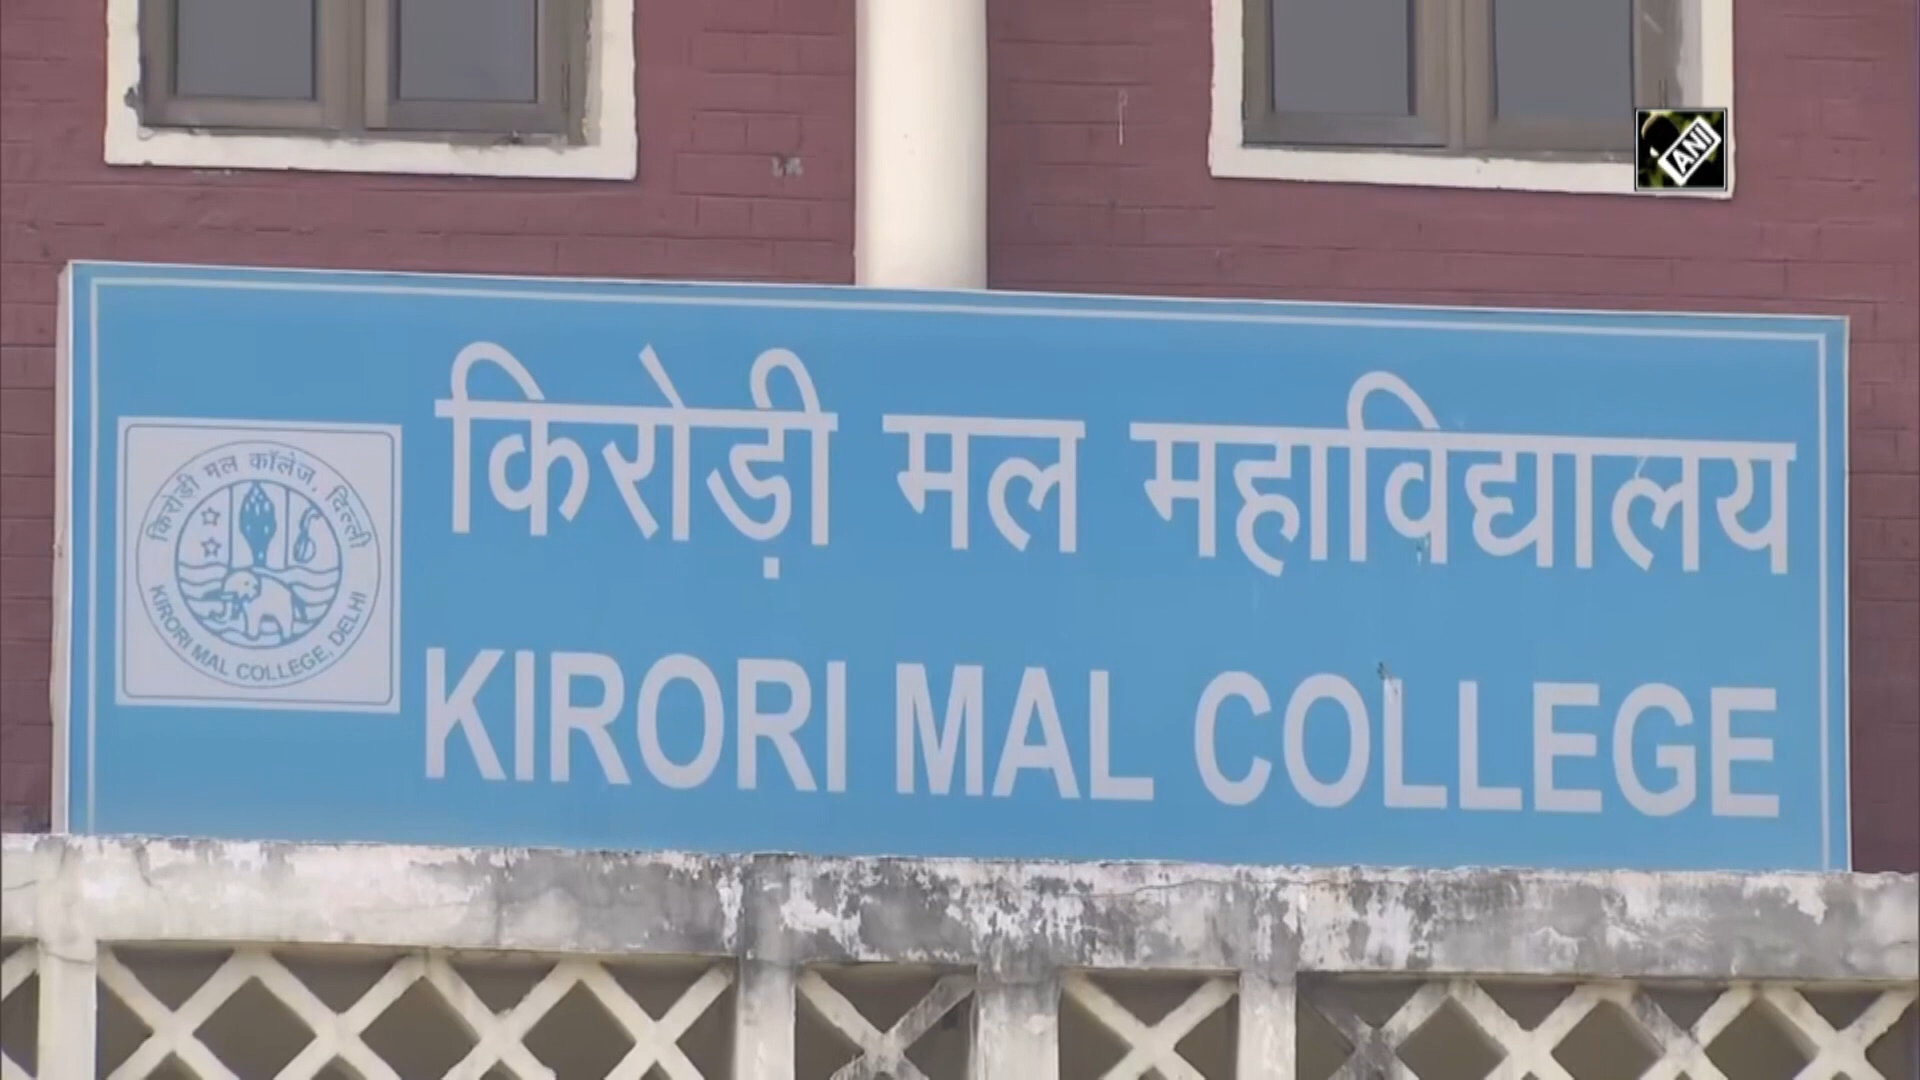 ANI
किरोड़ी मल महाविद्यालय
किरोड़ी मल कॉलेज, दिल्ली
KIRORI MAL COLLEGE, DELHI
KIRORI MAL COLLEGE